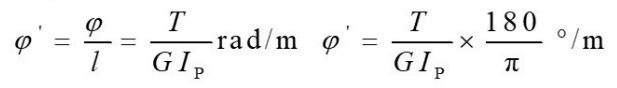 φ' = φ/l = T/GI_P rad/m φ' = T/GI_P × 180/π °/m